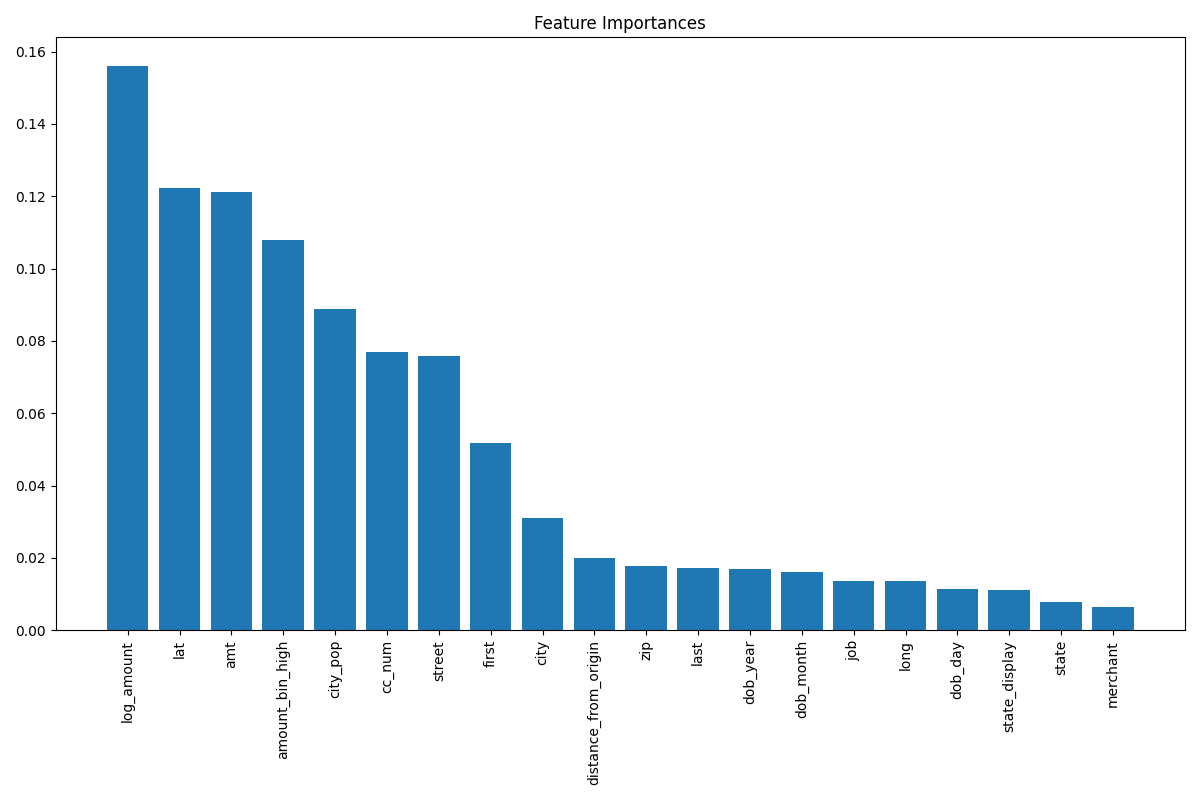 Feature Importances
0.16
0.14
0.12
0.10
0.08
0.06
0.04
0.02
0.00
log_amount
lat
amt
amount_bin_high
city_pop
cc_num
street
first
city
distance_from_origin
zip
last
dob_year
dob_month
job
long
dob_day
state_display
state
merchant